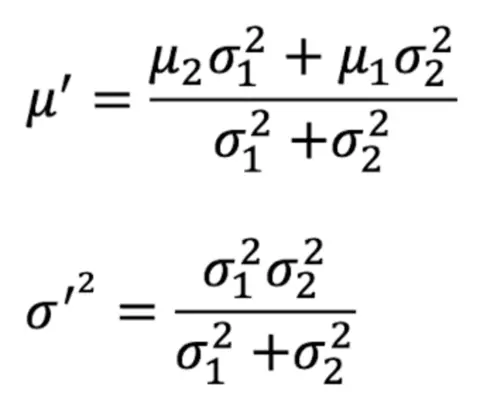 μ′ = (μ₂σ₁² + μ₁σ₂²) / (σ₁² +σ₂²)
σ′² = (σ₁²σ₂²) / (σ₁² +σ₂²)